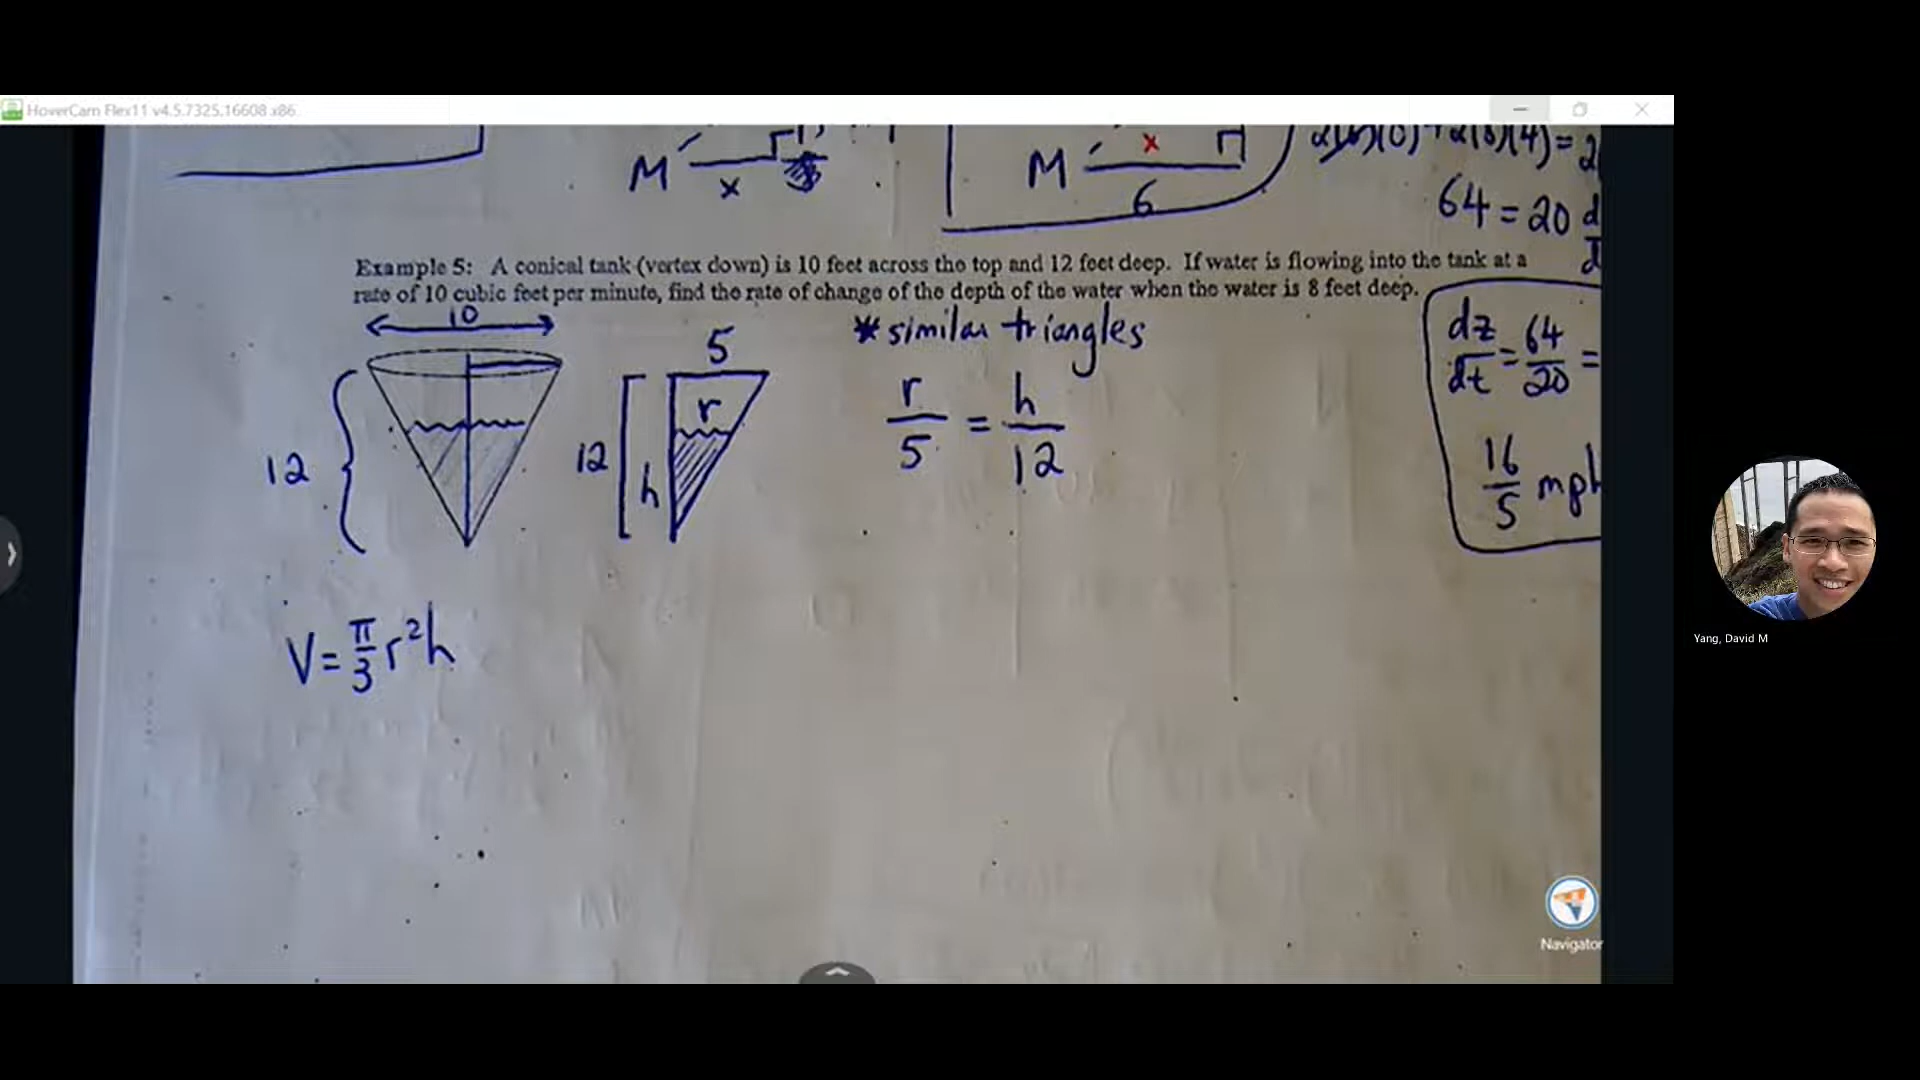 HoverCam Flex11 v4.5.7325.16608.x86
M x
M x
6
64 = 20 d
Example 5: A conical tank (vertex down) is 10 feet across the top and 12 feet deep. If water is flowing into the tank at a
rate of 10 cubic feet per minute, find the rate of change of the depth of the water when the water is 8 feet deep.
10
12
5
r
12
h
* similar triangles
r/5 = h/12
dz/dt = 64/20 =
16/5 mph
V = π/3 r²h
Yang, David M
Navigator